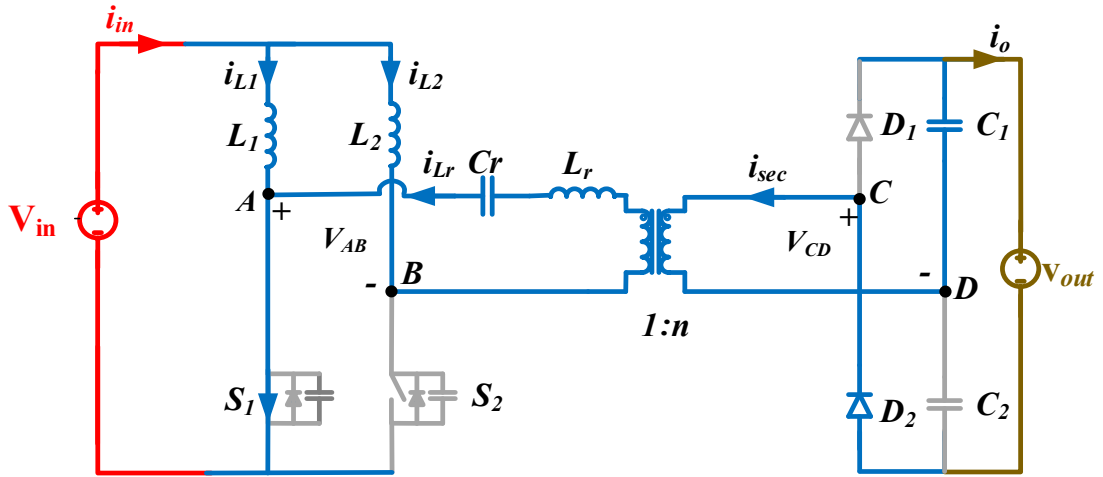 i_in
i_o
i_L1
i_L2
D_1
C_1
L_1
L_2
i_Lr
Cr
L_r
i_sec
A
+
C
+
V_in
V_AB
V_CD
v_out
B
-
D
-
1:n
S_1
S_2
D_2
C_2